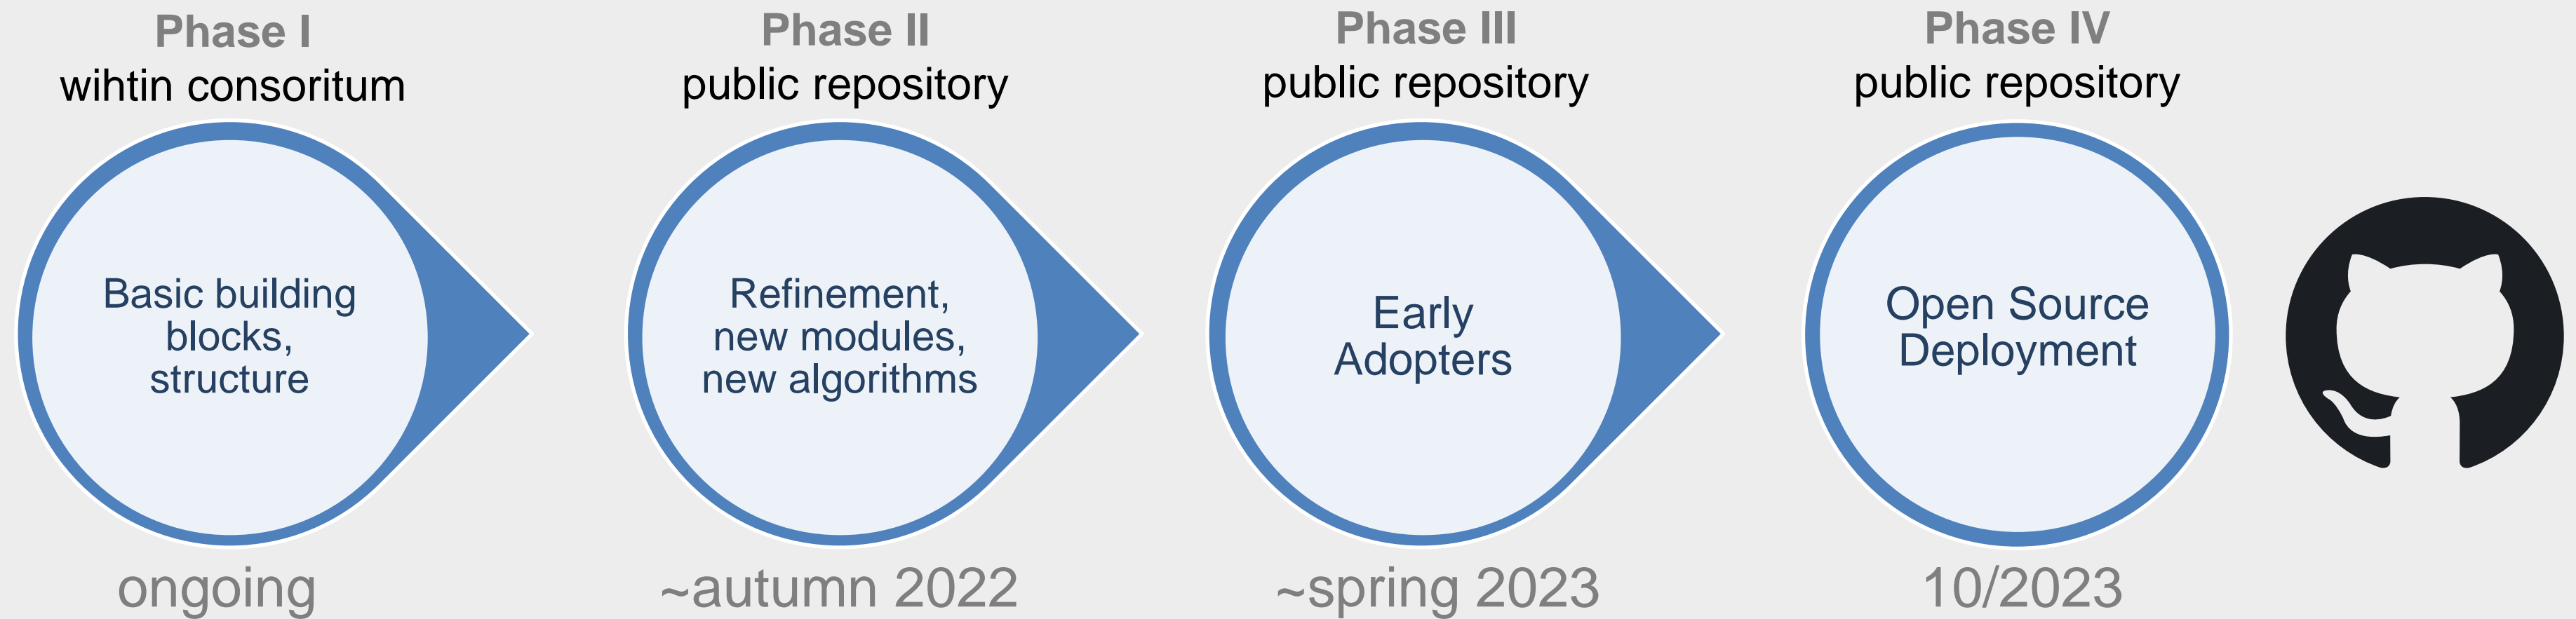 Phase I
wihtin consoritum
Basic building
blocks,
structure
ongoing
Phase II
public repository
Refinement,
new modules,
new algorithms
~autumn 2022
Phase III
public repository
Early
Adopters
~spring 2023
Phase IV
public repository
Open Source
Deployment
10/2023